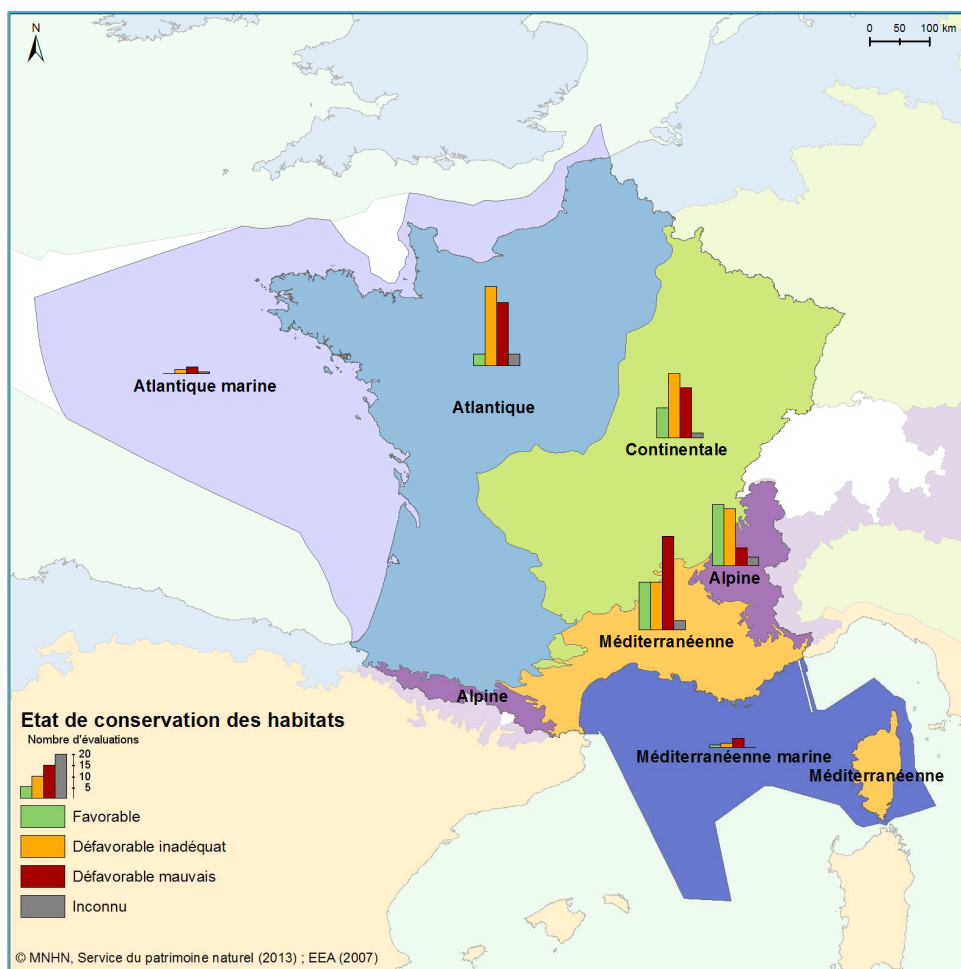 N
0 50 100 km
Atlantique marine
Atlantique
Continentale
Alpine
Méditerranéenne
Alpine
Méditerranéenne marine
Méditerranéenne
Etat de conservation des habitats
Nombre d'évaluations
20
15
10
5
Favorable
Défavorable inadéquat
Défavorable mauvais
Inconnu
© MNHN, Service du patrimoine naturel (2013) ; EEA (2007)